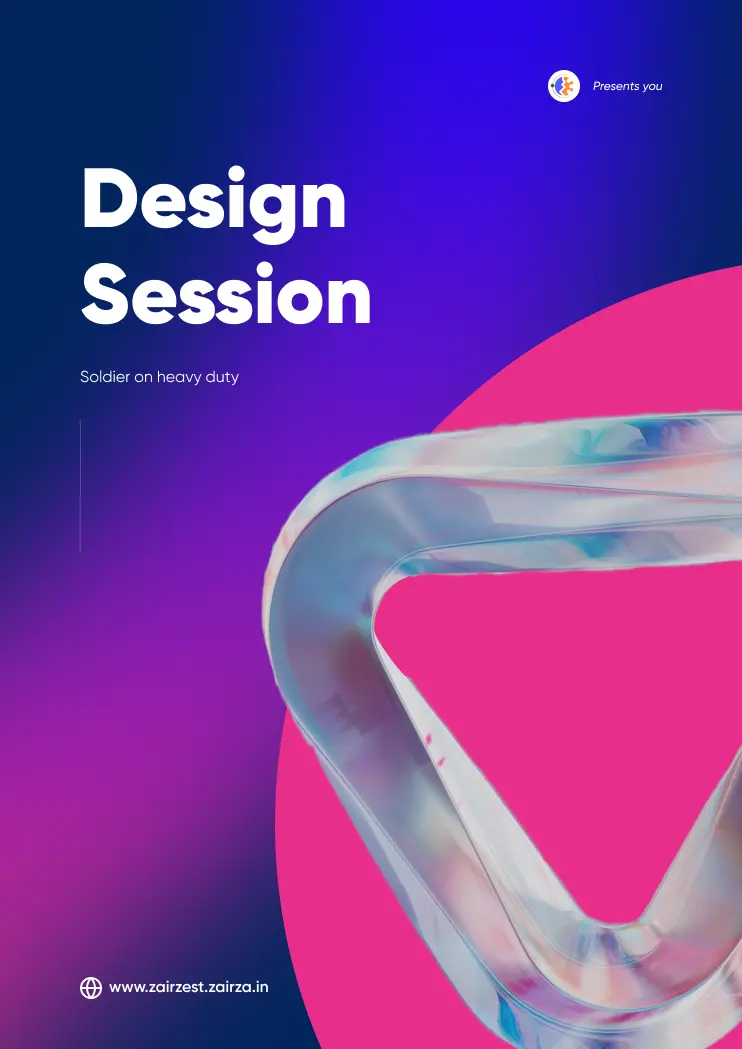 Presents you
Design
Session
Soldier on heavy duty
www.zairzest.zairza.in